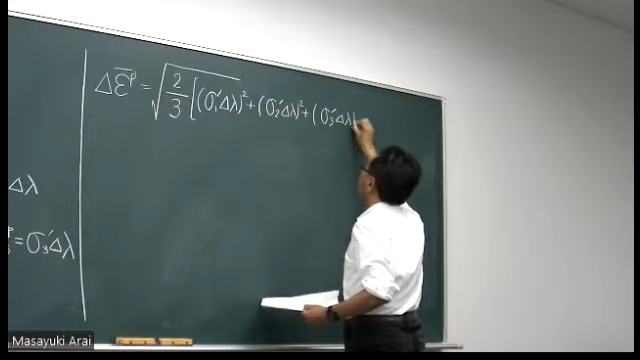 Δε̄ᵖ = √(2/3 [(σ₁'Δλ)² + (σ₂'Δλ)² + (σ₃'Δλ)
Δλ
= σ₃'Δλ
Masayuki Arai